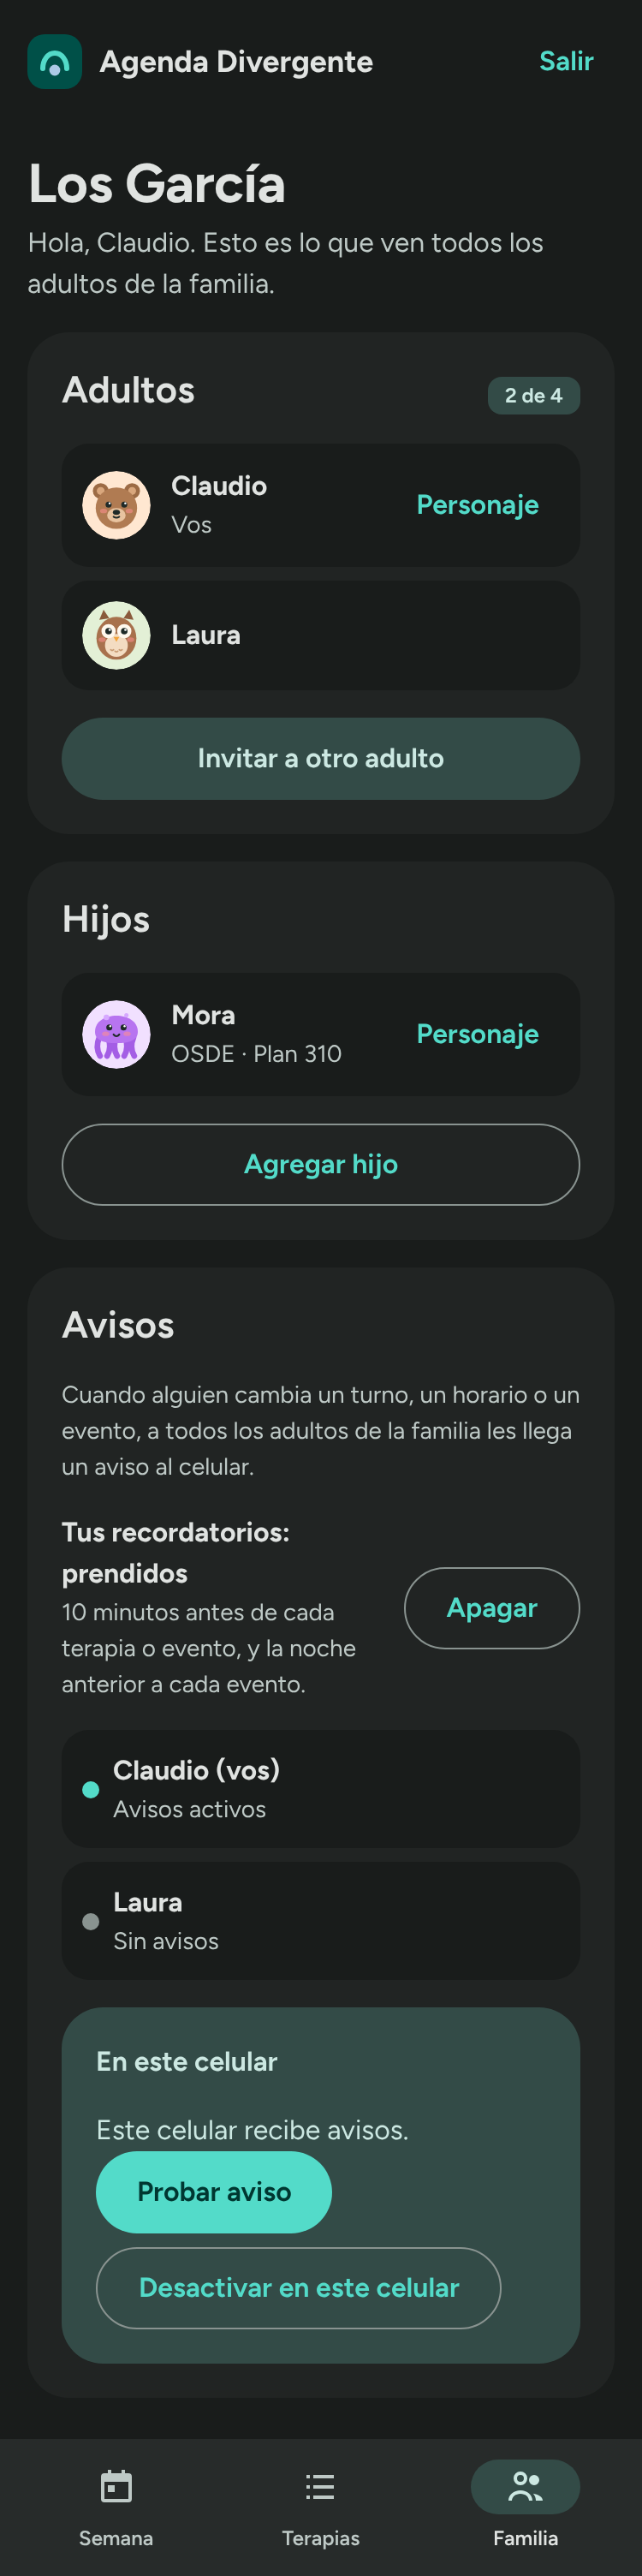 Agenda Divergente
Salir
Los García
Hola, Claudio. Esto es lo que ven todos los
adultos de la familia.
Adultos
2 de 4
Claudio
Vos
Personaje
Laura
Invitar a otro adulto
Hijos
Mora
OSDE · Plan 310
Personaje
Agregar hijo
Avisos
Cuando alguien cambia un turno, un horario o un
evento, a todos los adultos de la familia les llega
un aviso al celular.
Tus recordatorios:
prendidos
10 minutos antes de cada
terapia o evento, y la noche
anterior a cada evento.
Apagar
Claudio (vos)
Avisos activos
Laura
Sin avisos
En este celular
Este celular recibe avisos.
Probar aviso
Desactivar en este celular
Semana
Terapias
Familia